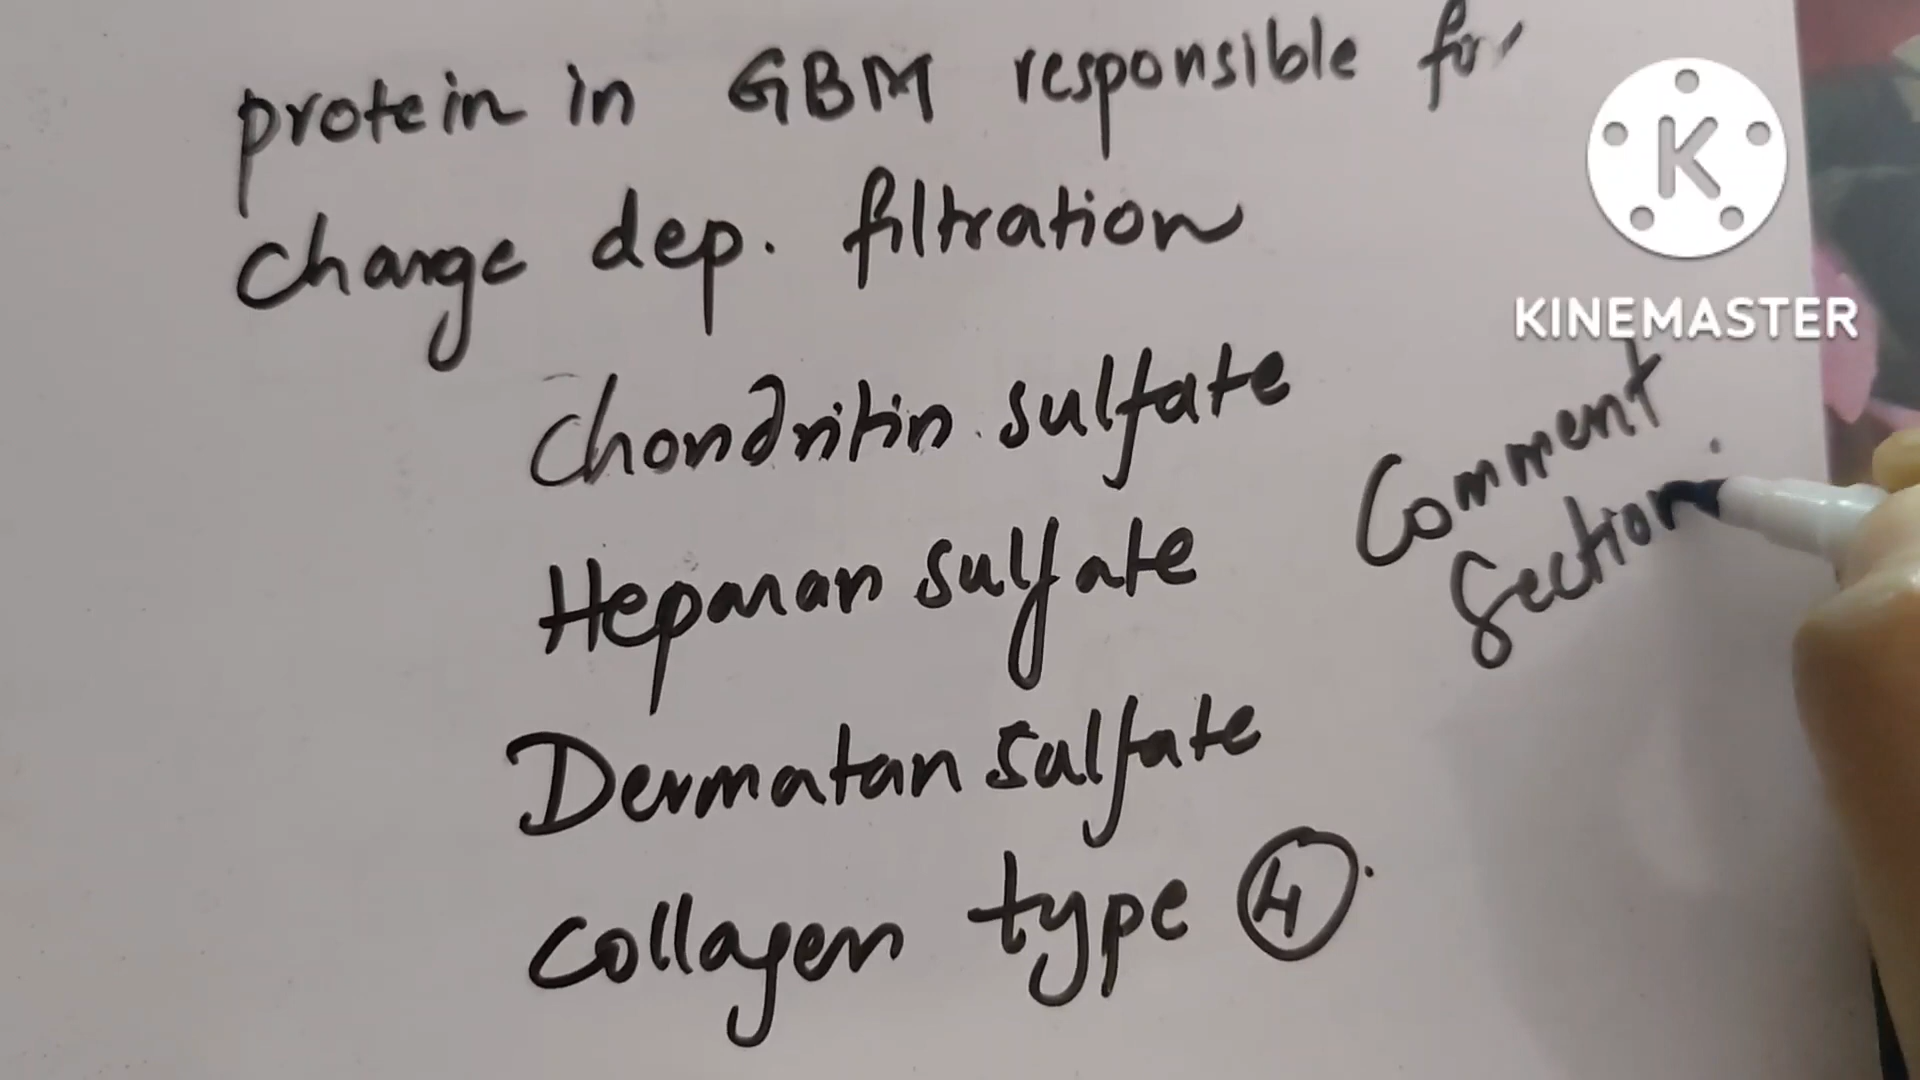 protein in GBM responsible for
charge dep. filtration
Chondritin sulfate
Heparan sulfate
Dermatan sulfate
Collagen type 4
Comment
Section
K
KINEMASTER